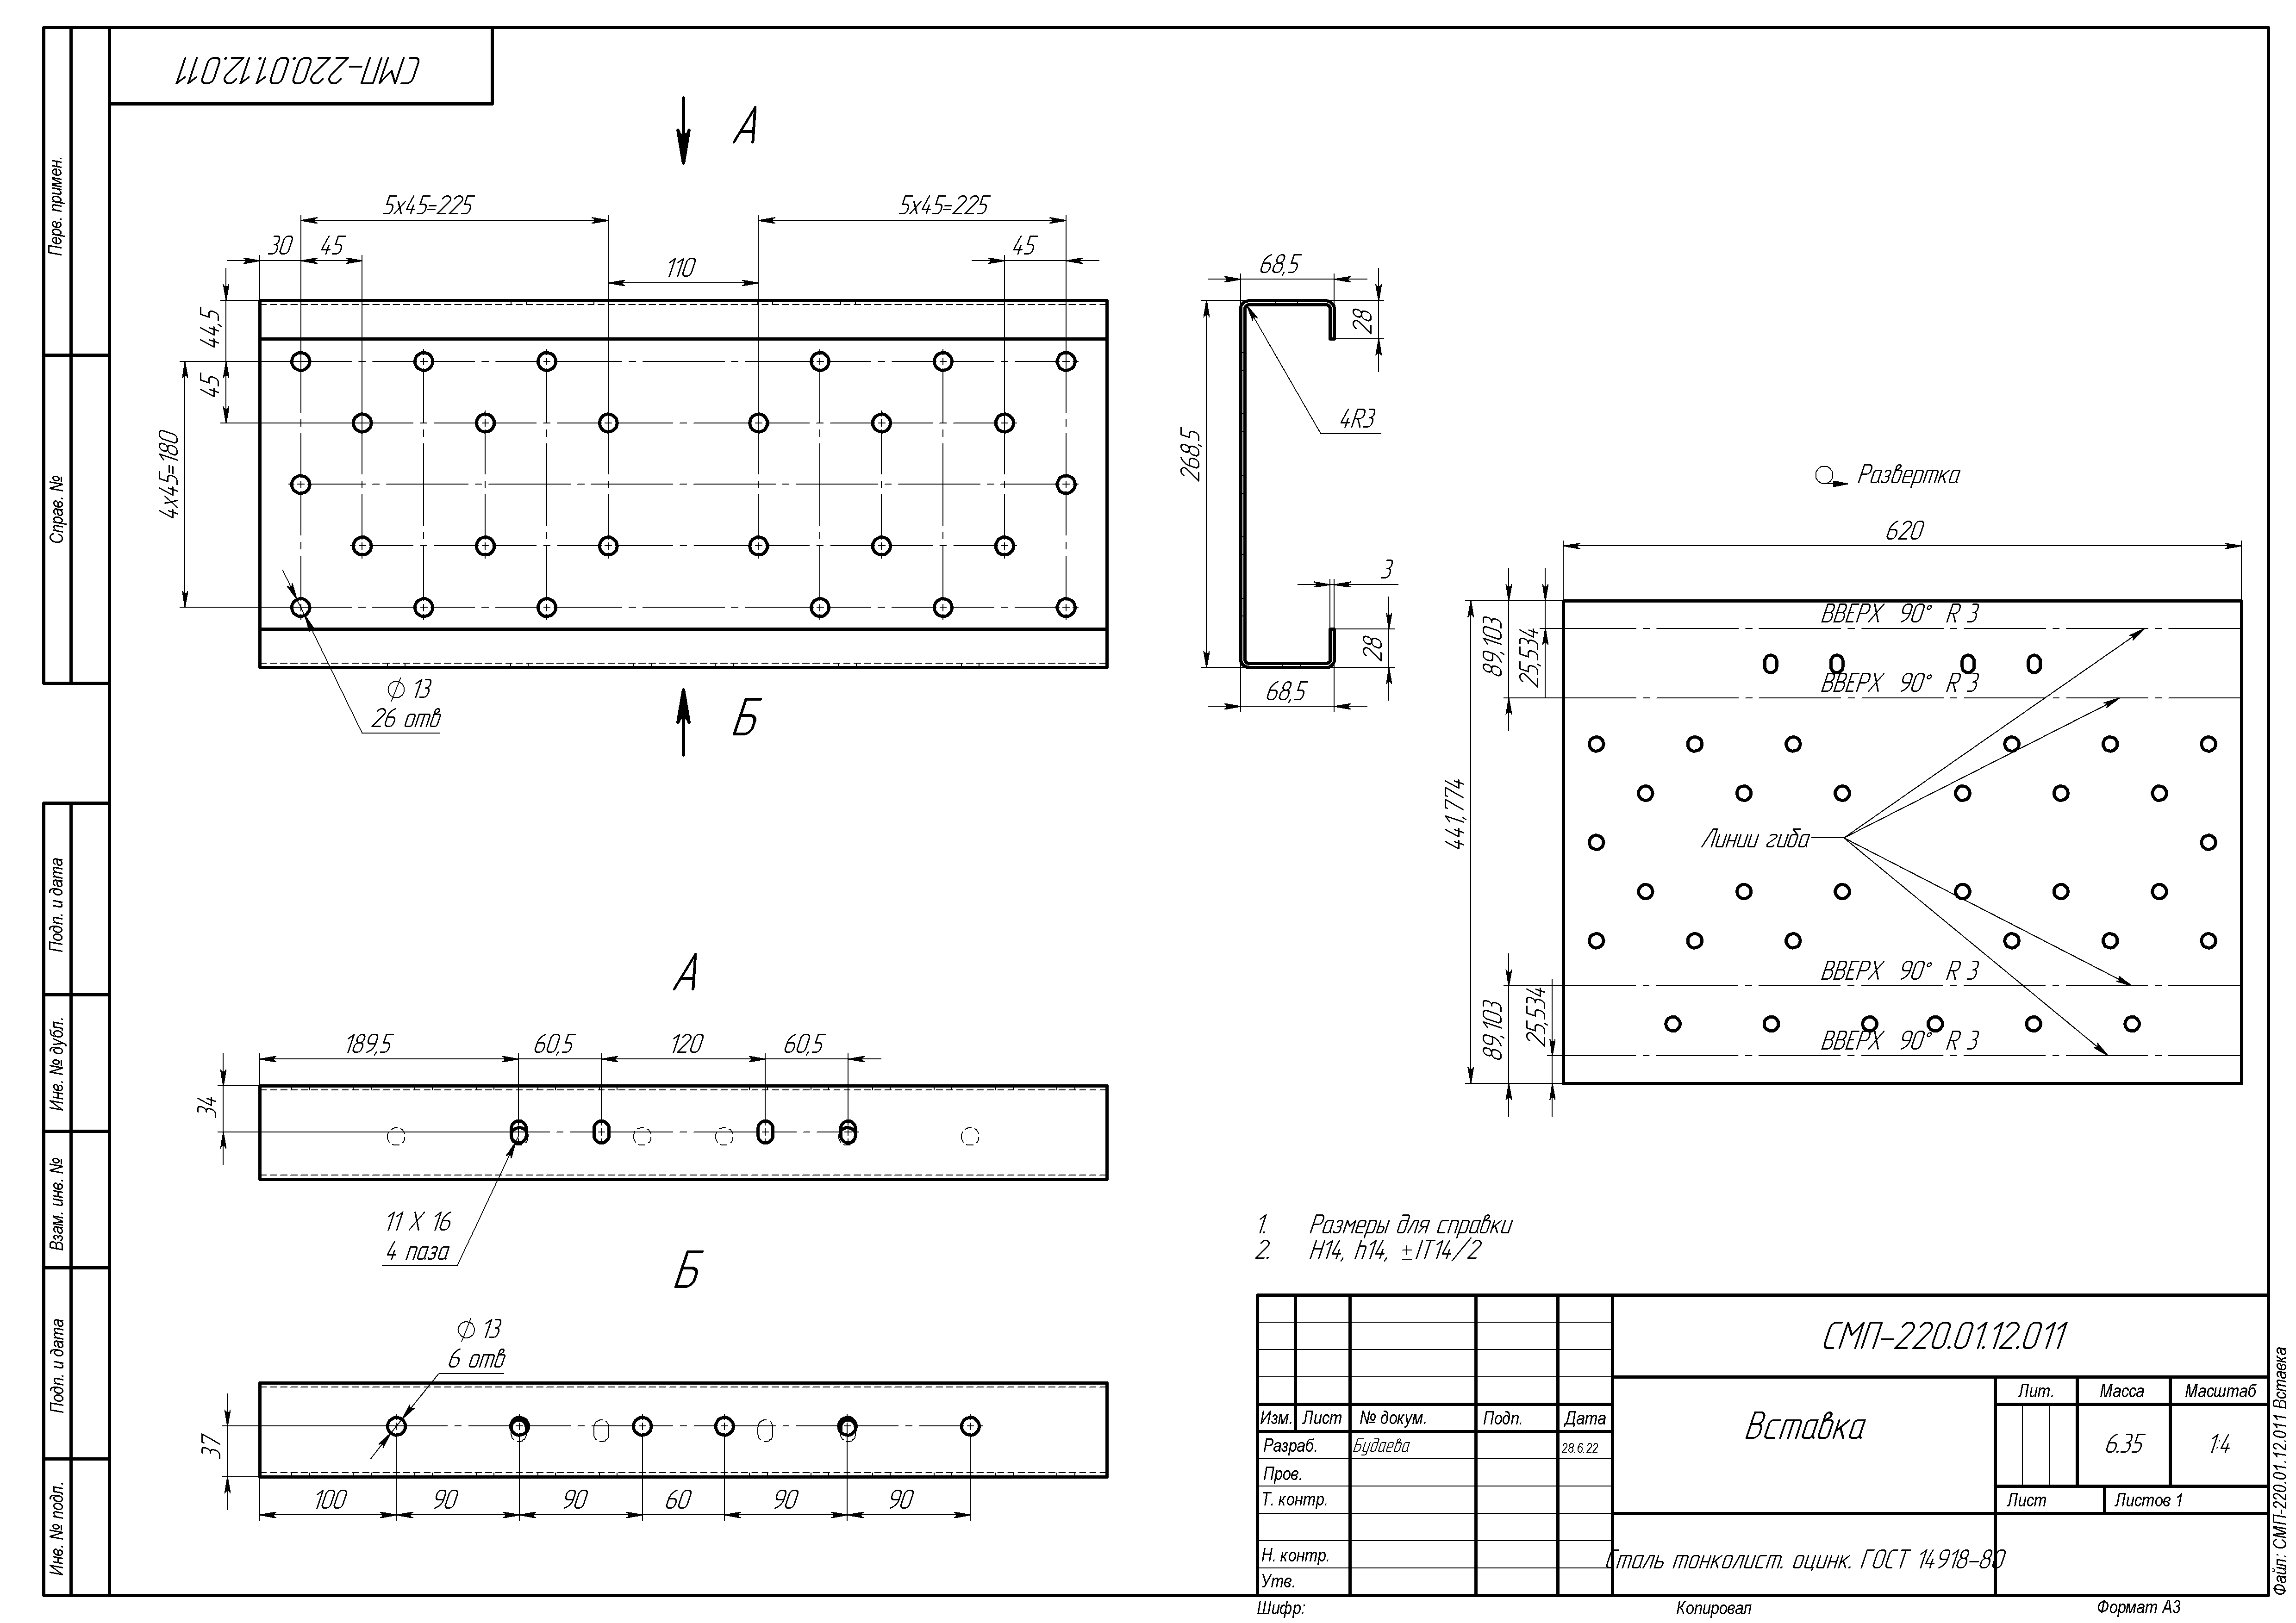 СМП-220.01.12.011
Перв. примен.
Справ. №
Подп. и дата
Инв. № дубл.
Взам. инв. №
Подп. и дата
Инв. № подл.
А
5x45=225
5x45=225
30
45
45
110
44,5
45
4x45=180
∅ 13
26 отв
Б
68,5
28
4R3
268,5
3
28
68,5
Развертка
620
ВВЕРХ 90° R 3
ВВЕРХ 90° R 3
89,103
25,534
441,774
Линии гиба
ВВЕРХ 90° R 3
ВВЕРХ 90° R 3
89,103
25,534
А
189,5
60,5
120
60,5
34
11 X 16
4 паза
Б
∅ 13
6 отв
37
100
90
90
60
90
90
1. Размеры для справки
2. H14, h14, ±IT14/2
СМП-220.01.12.011
Вставка
Лит.
Масса
Масштаб
6.35
1:4
Лист
Листов 1
Изм.
Лист
№ докум.
Подп.
Дата
Разраб.
Будаева
28.6.22
Пров.
Т. контр.
Н. контр.
Утв.
Сталь тонколист. оцинк. ГОСТ 14918-80
Шифр:
Копировал
Формат А3
Файл: СМП-220.01.12.011 Вставка